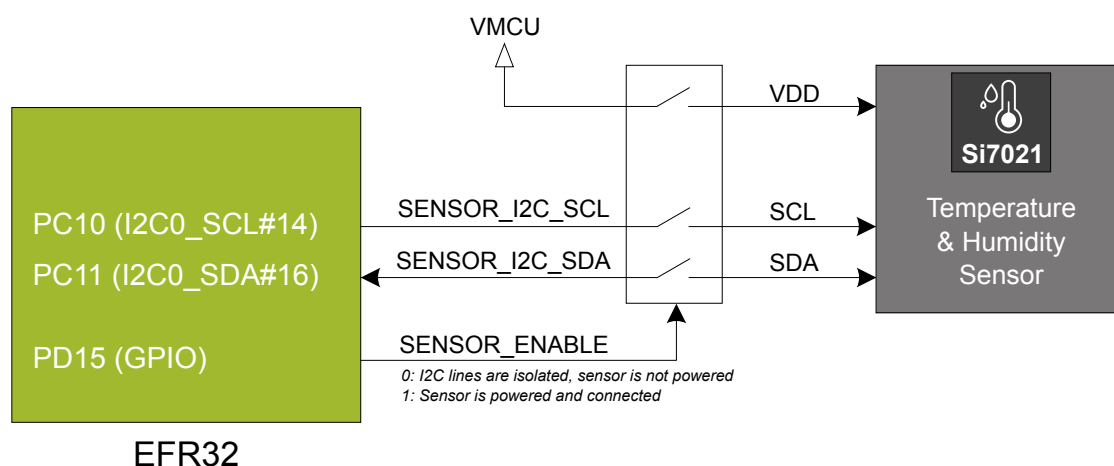 VMCU
VDD
Si7021
PC10 (I2C0_SCL#14)
SENSOR_I2C_SCL
SCL
Temperature
& Humidity
Sensor
PC11 (I2C0_SDA#16)
SENSOR_I2C_SDA
SDA
PD15 (GPIO)
SENSOR_ENABLE
0: I2C lines are isolated, sensor is not powered
1: Sensor is powered and connected
EFR32